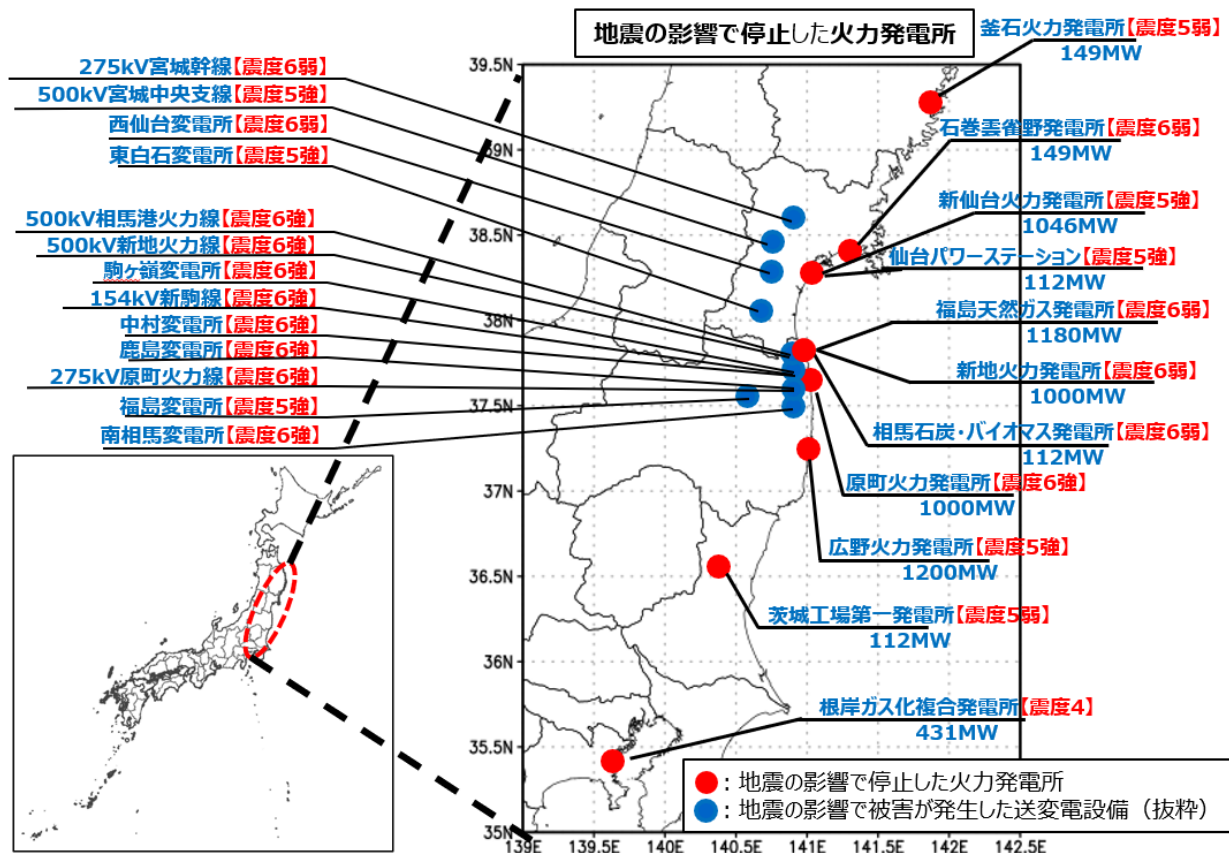 地震の影響で停止した火力発電所
275kV宮城幹線【震度6弱】
500kV宮城中央支線【震度5強】
西仙台変電所【震度6弱】
東白石変電所【震度5強】
500kV相馬港火力線【震度6強】
500kV新地火力線【震度6強】
駒ケ嶺変電所【震度6強】
154kV新駒線【震度6強】
中村変電所【震度6強】
鹿島変電所【震度6強】
275kV原町火力線【震度6強】
福島変電所【震度5強】
南相馬変電所【震度6強】
釜石火力発電所【震度5弱】
149MW
石巻雲雀野発電所【震度6弱】
149MW
新仙台火力発電所【震度5強】
1046MW
仙台パワーステーション【震度5強】
112MW
福島天然ガス発電所【震度6弱】
1180MW
新地火力発電所【震度6弱】
1000MW
相馬石炭・バイオマス発電所【震度6弱】
112MW
原町火力発電所【震度6強】
1000MW
広野火力発電所【震度5強】
1200MW
茨城工場第一発電所【震度5弱】
112MW
根岸ガス化複合発電所【震度4】
431MW
39.5N
39N
38.5N
38N
37.5N
37N
36.5N
36N
35.5N
35N
139E 139.5E 140E 140.5E 141E 141.5E 142E 142.5E
：地震の影響で停止した火力発電所
：地震の影響で被害が発生した送変電設備（抜粋）